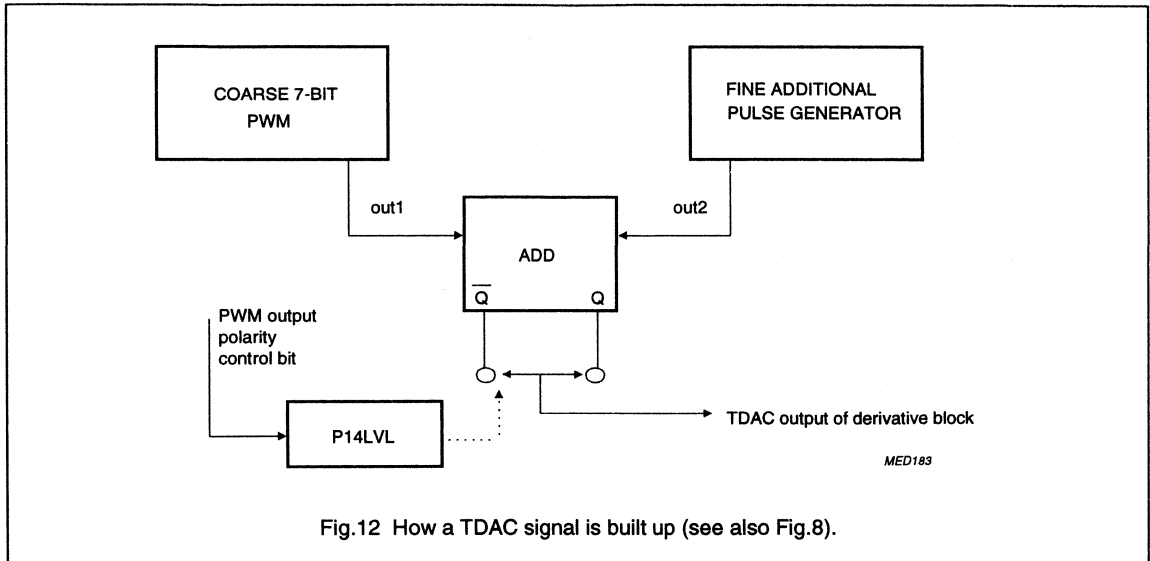 COARSE 7-BIT
PWM
FINE ADDITIONAL
PULSE GENERATOR
out1
out2
ADD
Q̅
Q
PWM output
polarity
control bit
P14LVL
TDAC output of derivative block
MED183
Fig.12 How a TDAC signal is built up (see also Fig.8).